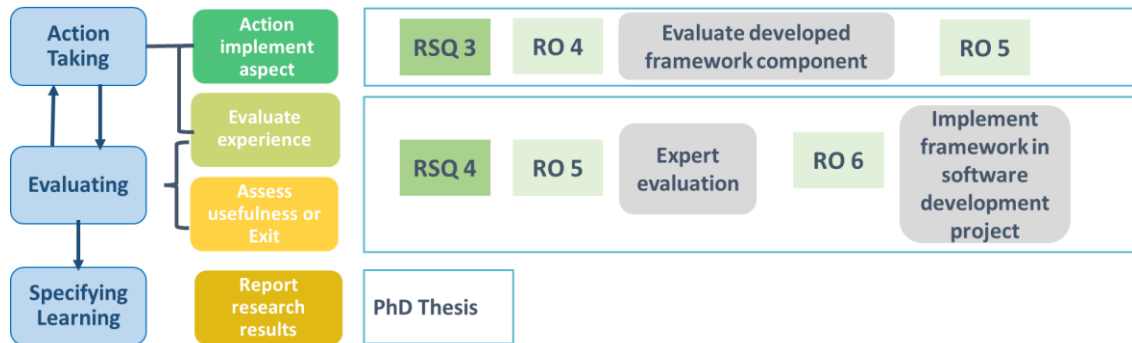 Action
Taking
Action
implement
aspect
RSQ 3
RO 4
Evaluate developed
framework component
RO 5
Evaluating
Evaluate
experience
Assess
usefulness or
Exit
RSQ 4
RO 5
Expert
evaluation
RO 6
Implement
framework in
software
development
project
Specifying
Learning
Report
research
results
PhD Thesis